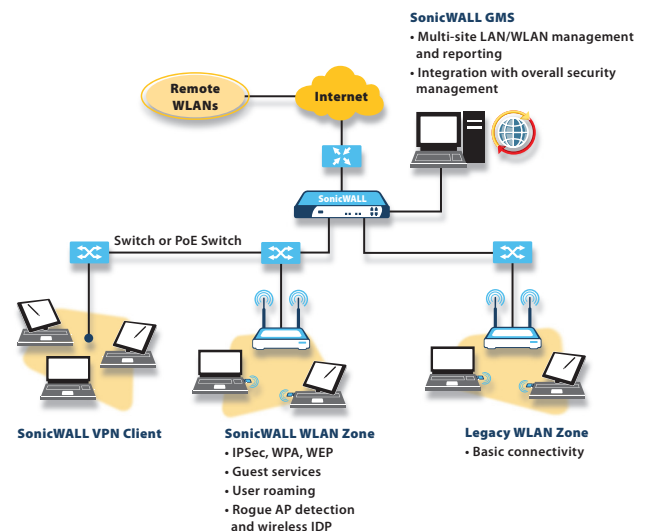 SonicWALL GMS
• Multi-site LAN/WLAN management
and reporting
• Integration with overall security
management
Remote
WLANs
Internet
SonicWALL
Switch or PoE Switch
SonicWALL VPN Client
SonicWALL WLAN Zone
• IPSec, WPA, WEP
• Guest services
• User roaming
• Rogue AP detection
and wireless IDP
Legacy WLAN Zone
• Basic connectivity